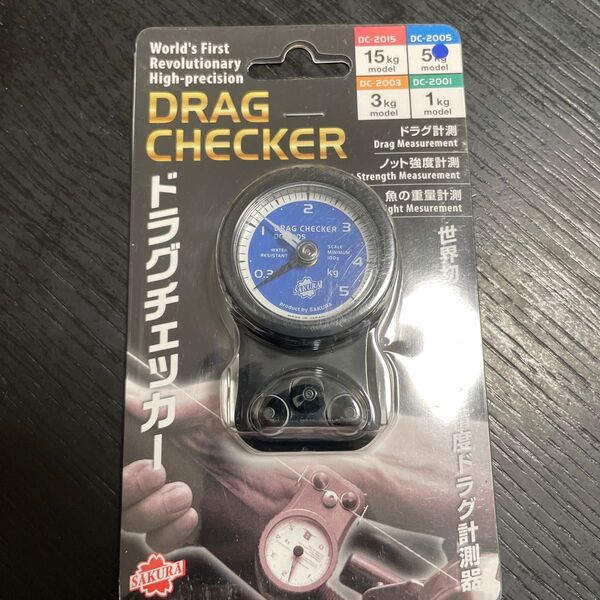 World's First
Revolutionary
High-precision
DRAG
CHECKER
DC-2015
15kg
model
DC-2005
5kg
model
DC-2003
3kg
model
DC-2001
1kg
model
ドラグ計測
Drag Measurement
ノット強度計測
Strength Measurement
魚の重量計測
Mesurement
ドラグチェッカー
世界初
度ドラグ計測器
1 2 3 4 5
DRAG CHECKER
WATER
RESISTANT
SCALE
MINIMUM
100g
0.3
kg
SAKURA
product by SAKURA
SAKURA